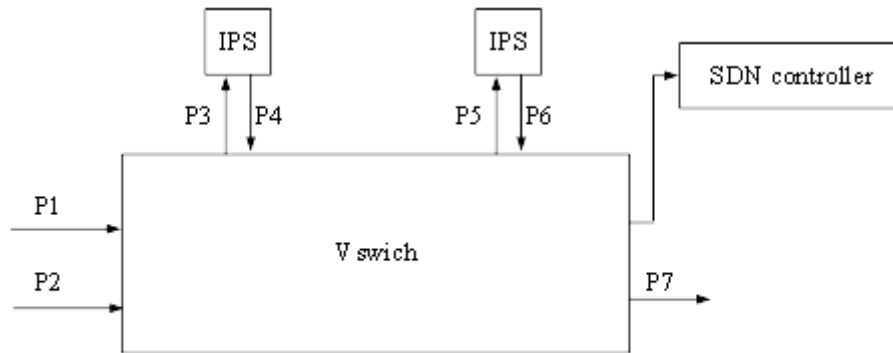 IPS
IPS
SDN controller
P3
P4
P5
P6
P1
V swich
P2
P7